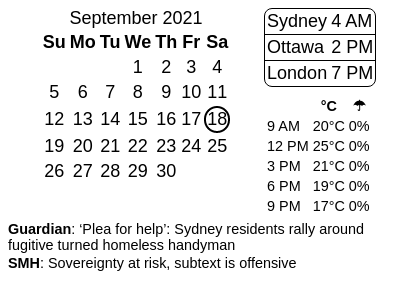 September 2021
Su Mo Tu We Th Fr Sa
1 2 3 4
5 6 7 8 9 10 11
12 13 14 15 16 17 18
19 20 21 22 23 24 25
26 27 28 29 30
Sydney 4 AM
Ottawa 2 PM
London 7 PM
°C ☂
9 AM 20°C 0%
12 PM 25°C 0%
3 PM 21°C 0%
6 PM 19°C 0%
9 PM 17°C 0%
Guardian: ‘Plea for help’: Sydney residents rally around
fugitive turned homeless handyman
SMH: Sovereignty at risk, subtext is offensive